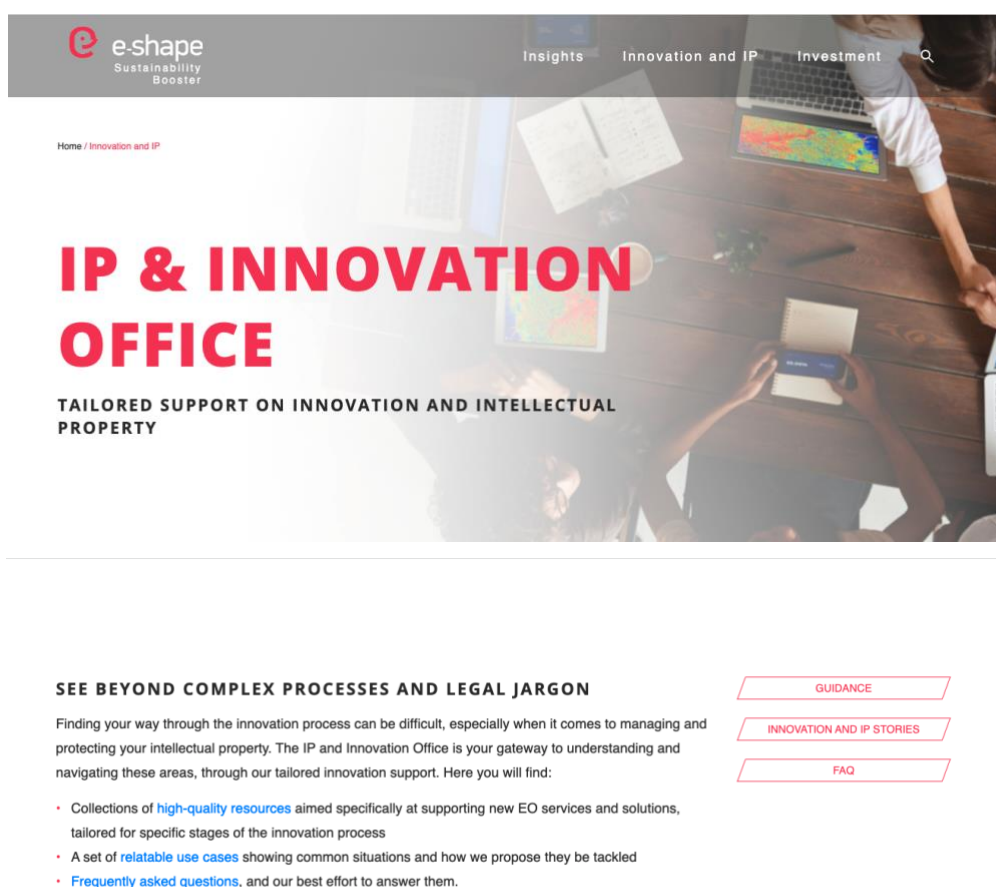 e-shape
Sustainability
Booster
Insights
Innovation and IP
Investment
Home / Innovation and IP
IP & INNOVATION
OFFICE
TAILORED SUPPORT ON INNOVATION AND INTELLECTUAL
PROPERTY
SEE BEYOND COMPLEX PROCESSES AND LEGAL JARGON
Finding your way through the innovation process can be difficult, especially when it comes to managing and
protecting your intellectual property. The IP and Innovation Office is your gateway to understanding and
navigating these areas, through our tailored innovation support. Here you will find:
• Collections of high-quality resources aimed specifically at supporting new EO services and solutions,
tailored for specific stages of the innovation process
• A set of relatable use cases showing common situations and how we propose they be tackled
• Frequently asked questions, and our best effort to answer them.
GUIDANCE
INNOVATION AND IP STORIES
FAQ